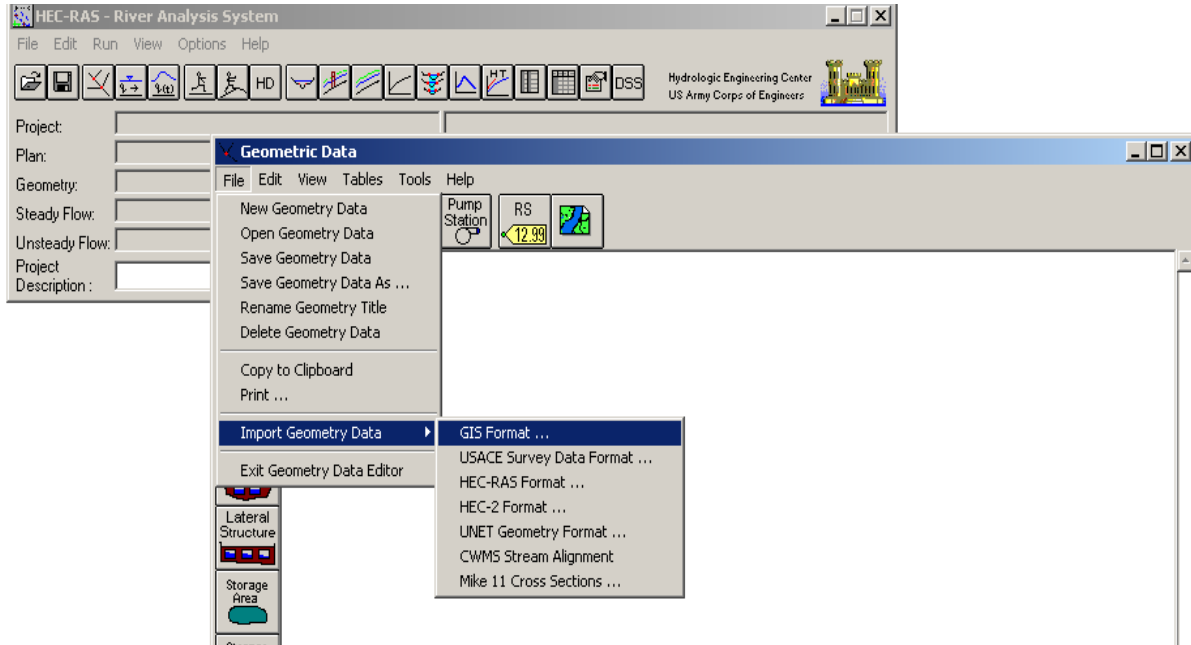 HEC-RAS - River Analysis System
File Edit Run View Options Help
HD
HT
DSS
Hydrologic Engineering Center
US Army Corps of Engineers
Project:
Plan:
Geometry:
Steady Flow:
Unsteady Flow:
Project
Description :
Geometric Data
File Edit View Tables Tools Help
Pump
Station
RS
12.99
New Geometry Data
Open Geometry Data
Save Geometry Data
Save Geometry Data As ...
Rename Geometry Title
Delete Geometry Data
Copy to Clipboard
Print ...
Import Geometry Data
Exit Geometry Data Editor
GIS Format ...
USACE Survey Data Format ...
HEC-RAS Format ...
HEC-2 Format ...
UNET Geometry Format ...
CWMS Stream Alignment
Mike 11 Cross Sections ...
Lateral
Structure
Storage
Area